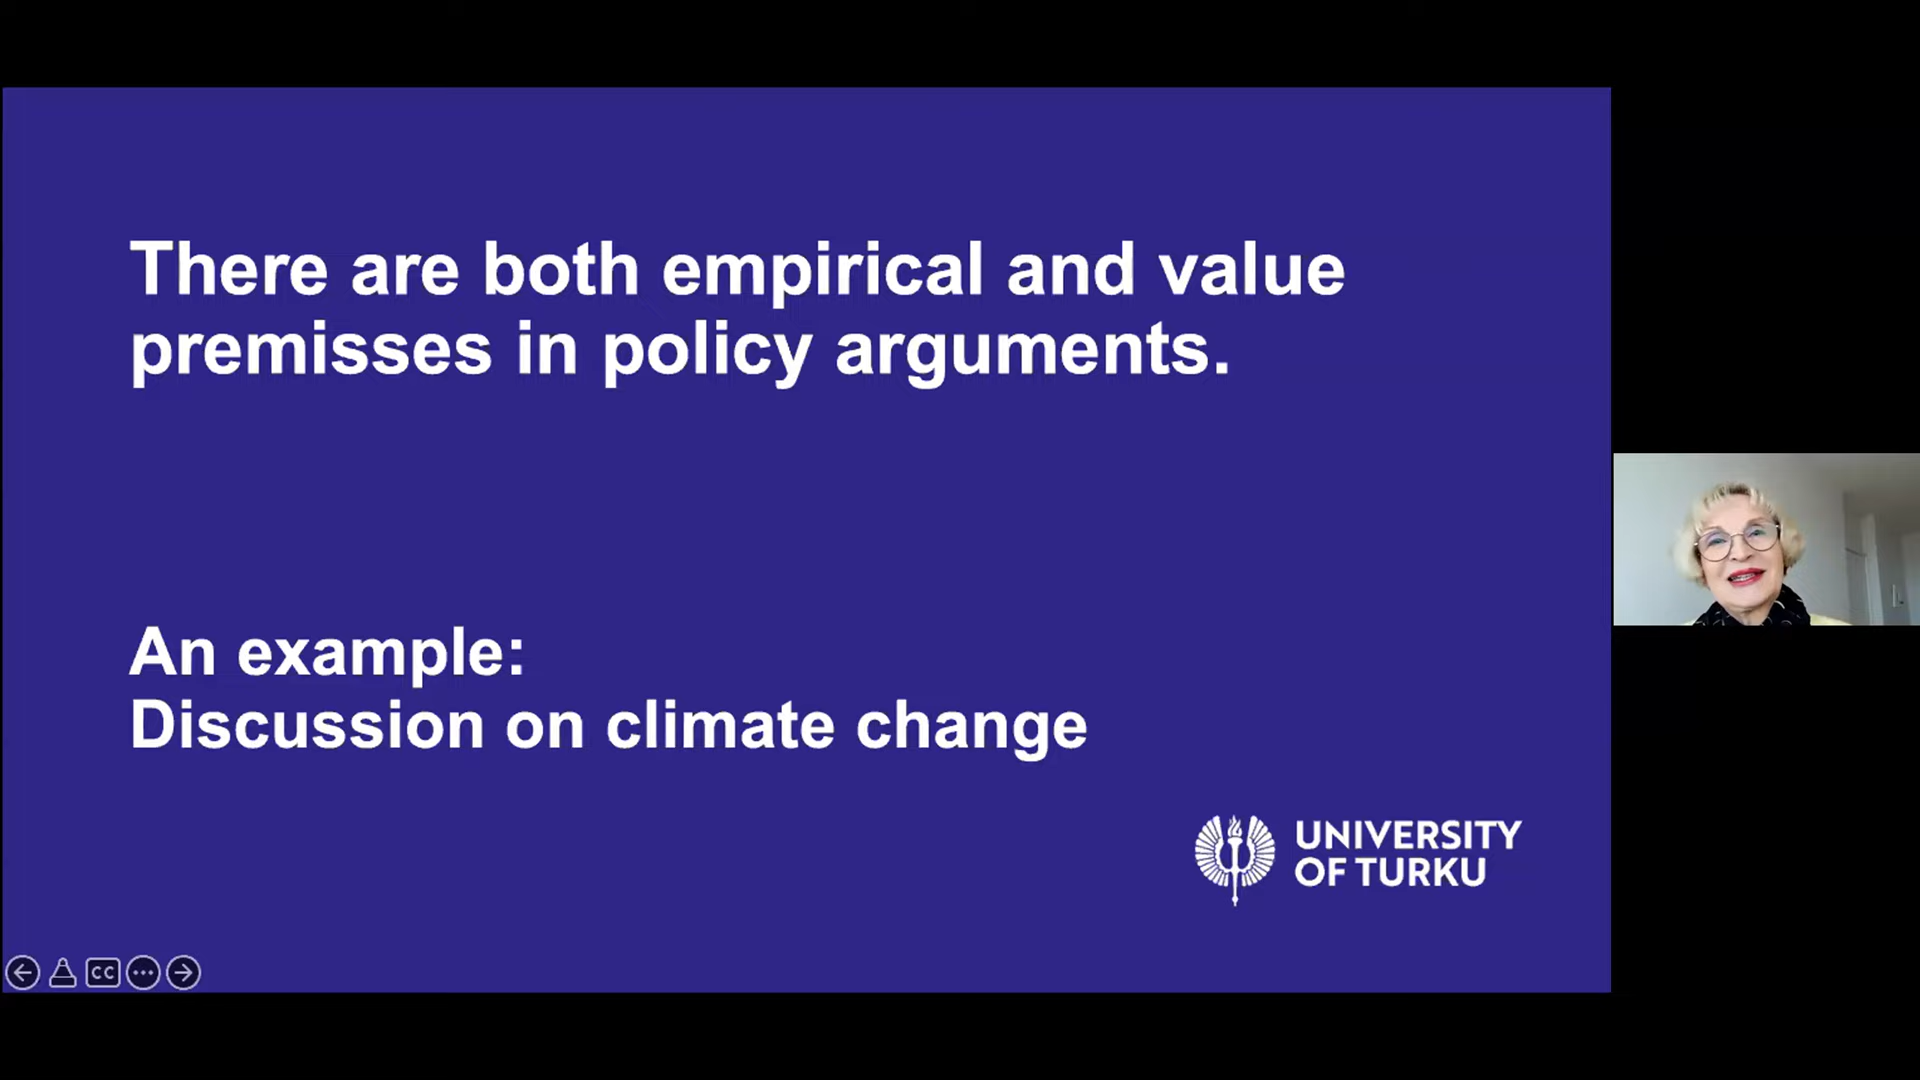 There are both empirical and value
premisses in policy arguments.
An example:
Discussion on climate change
UNIVERSITY
OF TURKU
CC